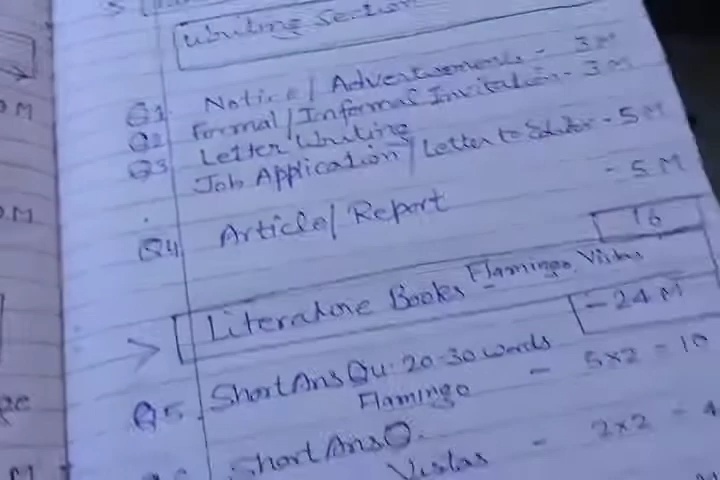 Writing Section
Q1 Notice/ Advertisements - 3M
Q2 Formal/Informal Invitation - 3M
Q3 Letter Writing
Job Application/Letter to Editor - 5M
- 5M
Q4 Article/Report
16
> Literature Books Flamingo, Vistas
- 24M
Q5. Short Ans Qu. 20-30 words
Flamingo - 5x2 = 10
Short Ans Q.
Vistas - 2x2 = 4